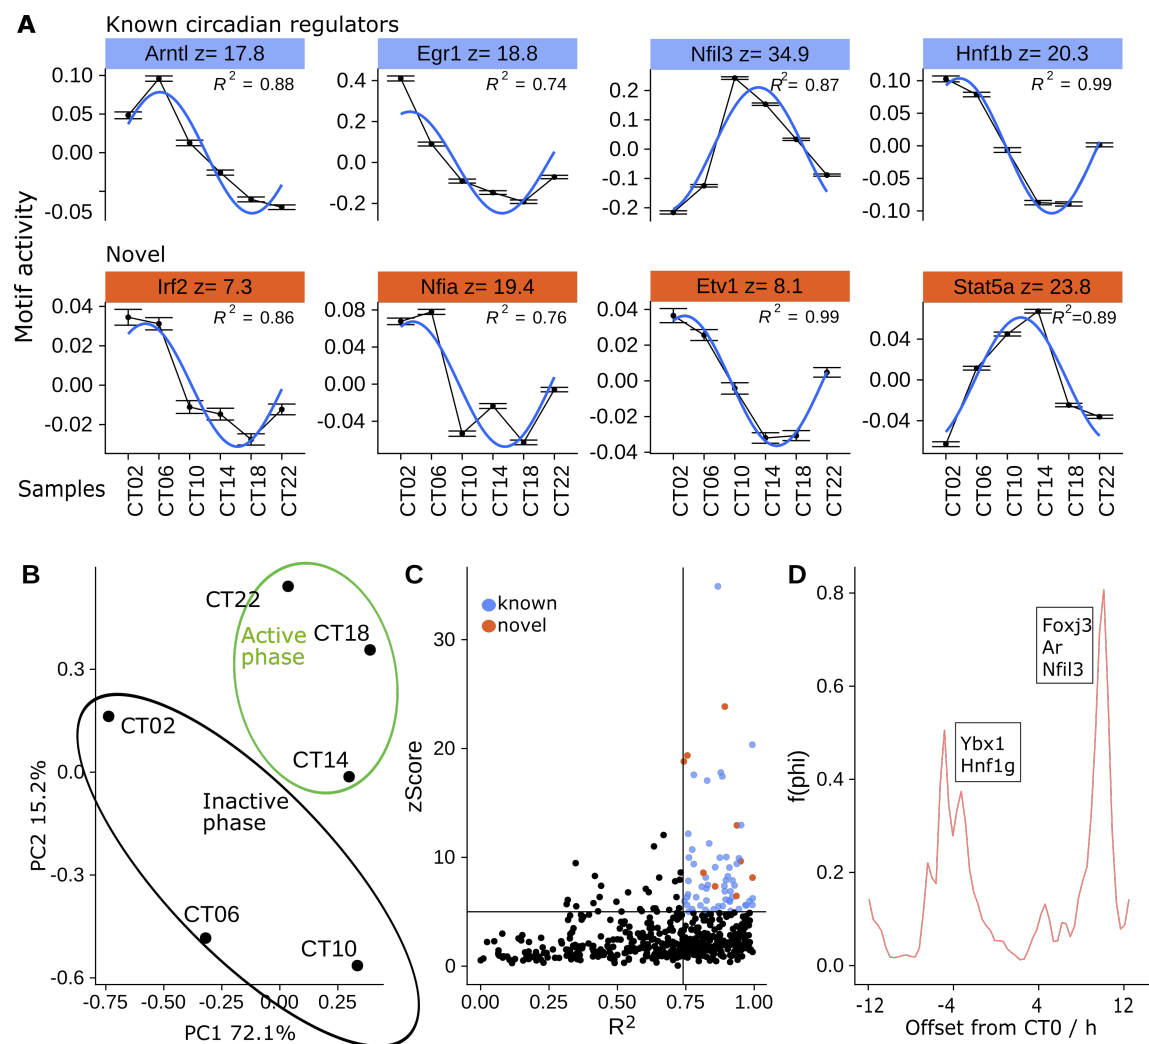 A
Known circadian regulators
Arntl z= 17.8
Egr1 z= 18.8
Nfil3 z= 34.9
Hnf1b z= 20.3
R² = 0.88
R² = 0.74
R²= 0.87
R² = 0.99
0.10
0.05
0.00
-0.05
0.4
0.2
0.0
-0.2
0.2
0.1
0.0
-0.1
-0.2
0.10
0.05
0.00
-0.05
-0.10
Motif activity
Novel
Irf2 z= 7.3
Nfia z= 19.4
Etv1 z= 8.1
Stat5a z= 23.8
R² = 0.86
R² = 0.76
R² = 0.99
R²=0.89
0.04
0.02
0.00
-0.02
0.08
0.04
0.00
-0.04
0.04
0.02
0.00
-0.02
-0.04
0.04
0.00
-0.04
Samples
CT02 CT06 CT10 CT14 CT18 CT22
CT02 CT06 CT10 CT14 CT18 CT22
CT02 CT06 CT10 CT14 CT18 CT22
CT02 CT06 CT10 CT14 CT18 CT22
B
CT22
CT18
Active
phase
CT02
CT14
Inactive
phase
CT06
CT10
0.3
0.0
-0.3
-0.6
PC2 15.2%
-0.75 -0.50 -0.25 0.00 0.25
PC1 72.1%
C
known
novel
30
20
10
0
zScore
0.00 0.25 0.50 0.75 1.00
R²
D
Foxj3
Ar
Nfil3
Ybx1
Hnf1g
0.8
0.6
0.4
0.2
0.0
f(phi)
-12 -4 4 12
Offset from CT0 / h